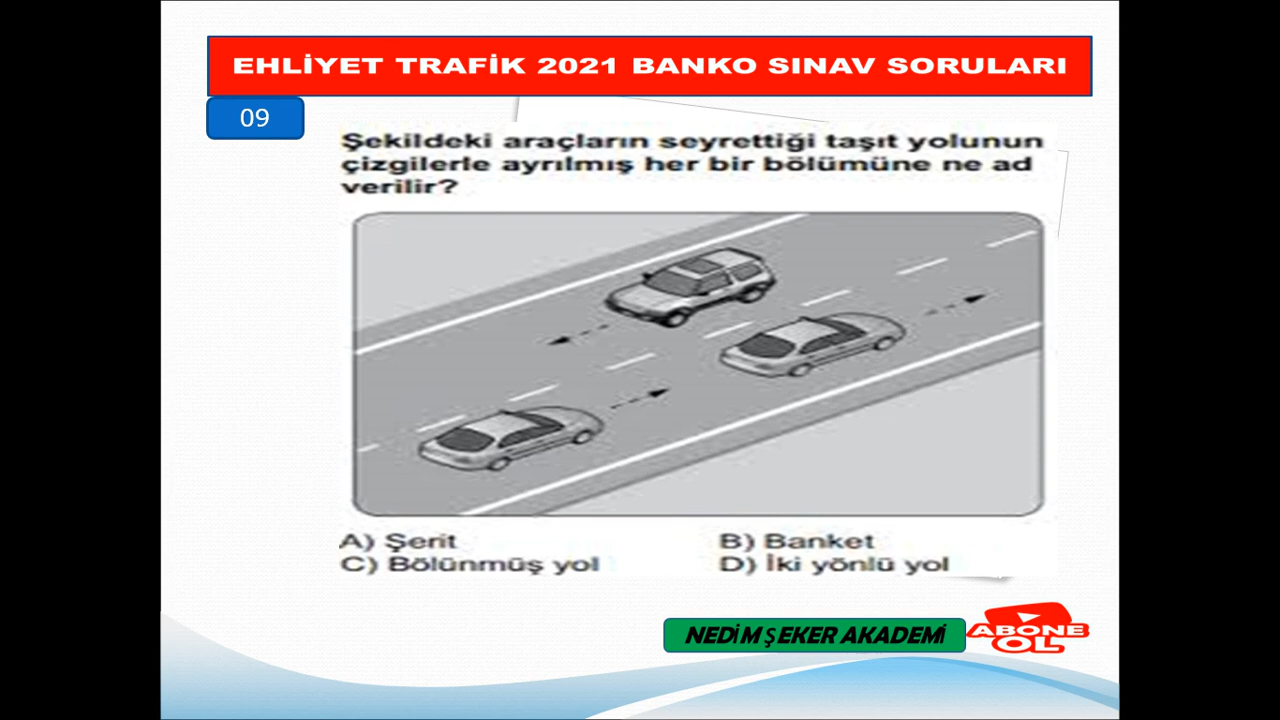 EHLİYET TRAFİK 2021 BANKO SINAV SORULARI
09
Şekildeki araçların seyrettiği taşıt yolunun
çizgilerle ayrılmış her bir bölümüne ne ad
verilir?
A) Şerit
B) Banket
C) Bölünmüş yol
D) İki yönlü yol
NEDİM ŞEKER AKADEMİ
ABONE
OL